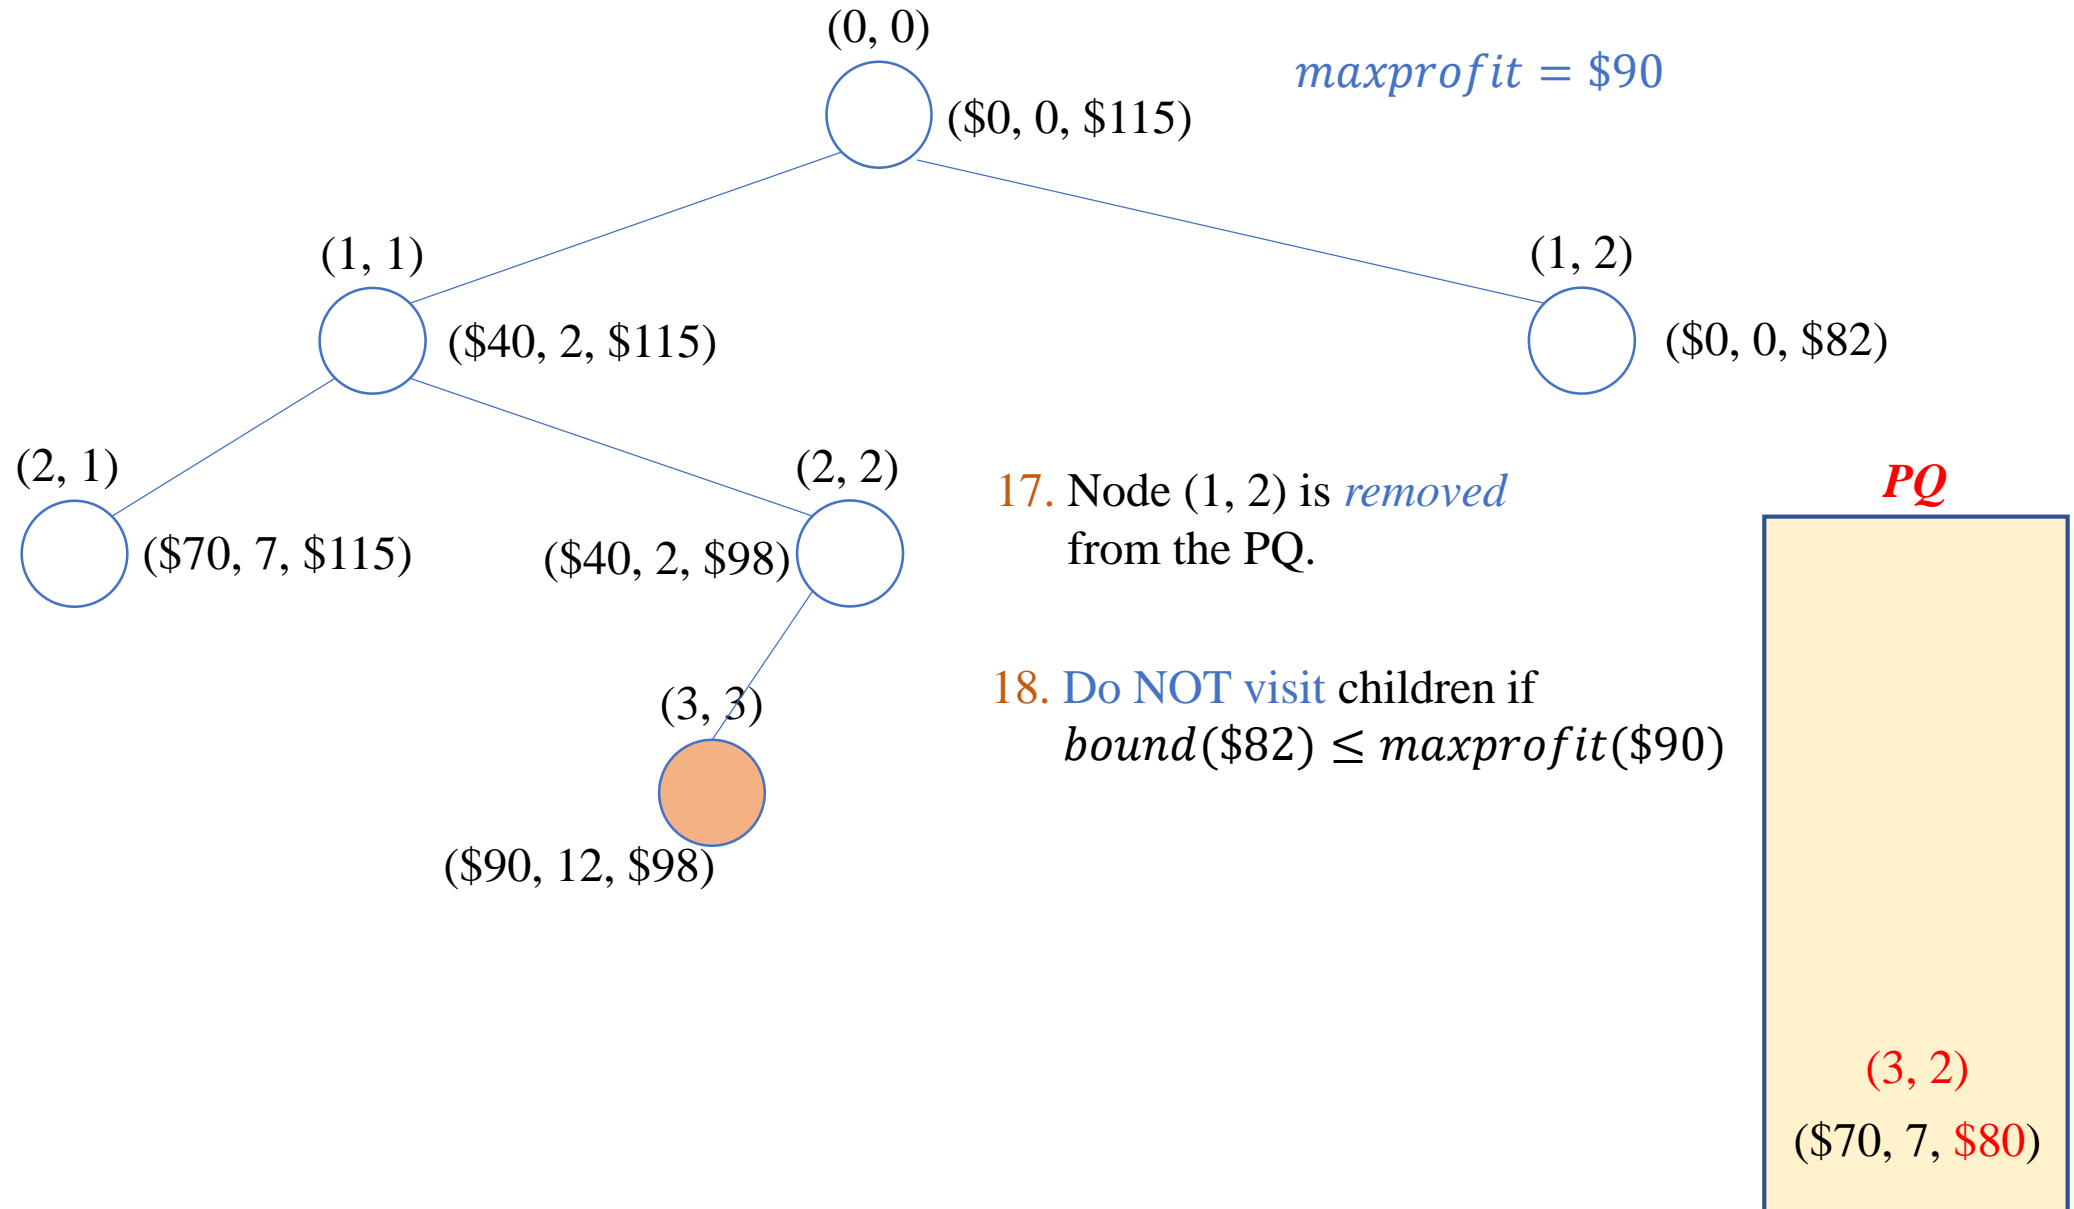 (0, 0)
maxprofit = $90
($0, 0, $115)
(1, 1)
(1, 2)
($40, 2, $115)
($0, 0, $82)
(2, 1)
(2, 2)
($70, 7, $115)
($40, 2, $98)
17. Node (1, 2) is removed
from the PQ.
PQ
18. Do NOT visit children if
bound($82) ≤ maxprofit($90)
(3, 3)
($90, 12, $98)
(3, 2)
($70, 7, $80)